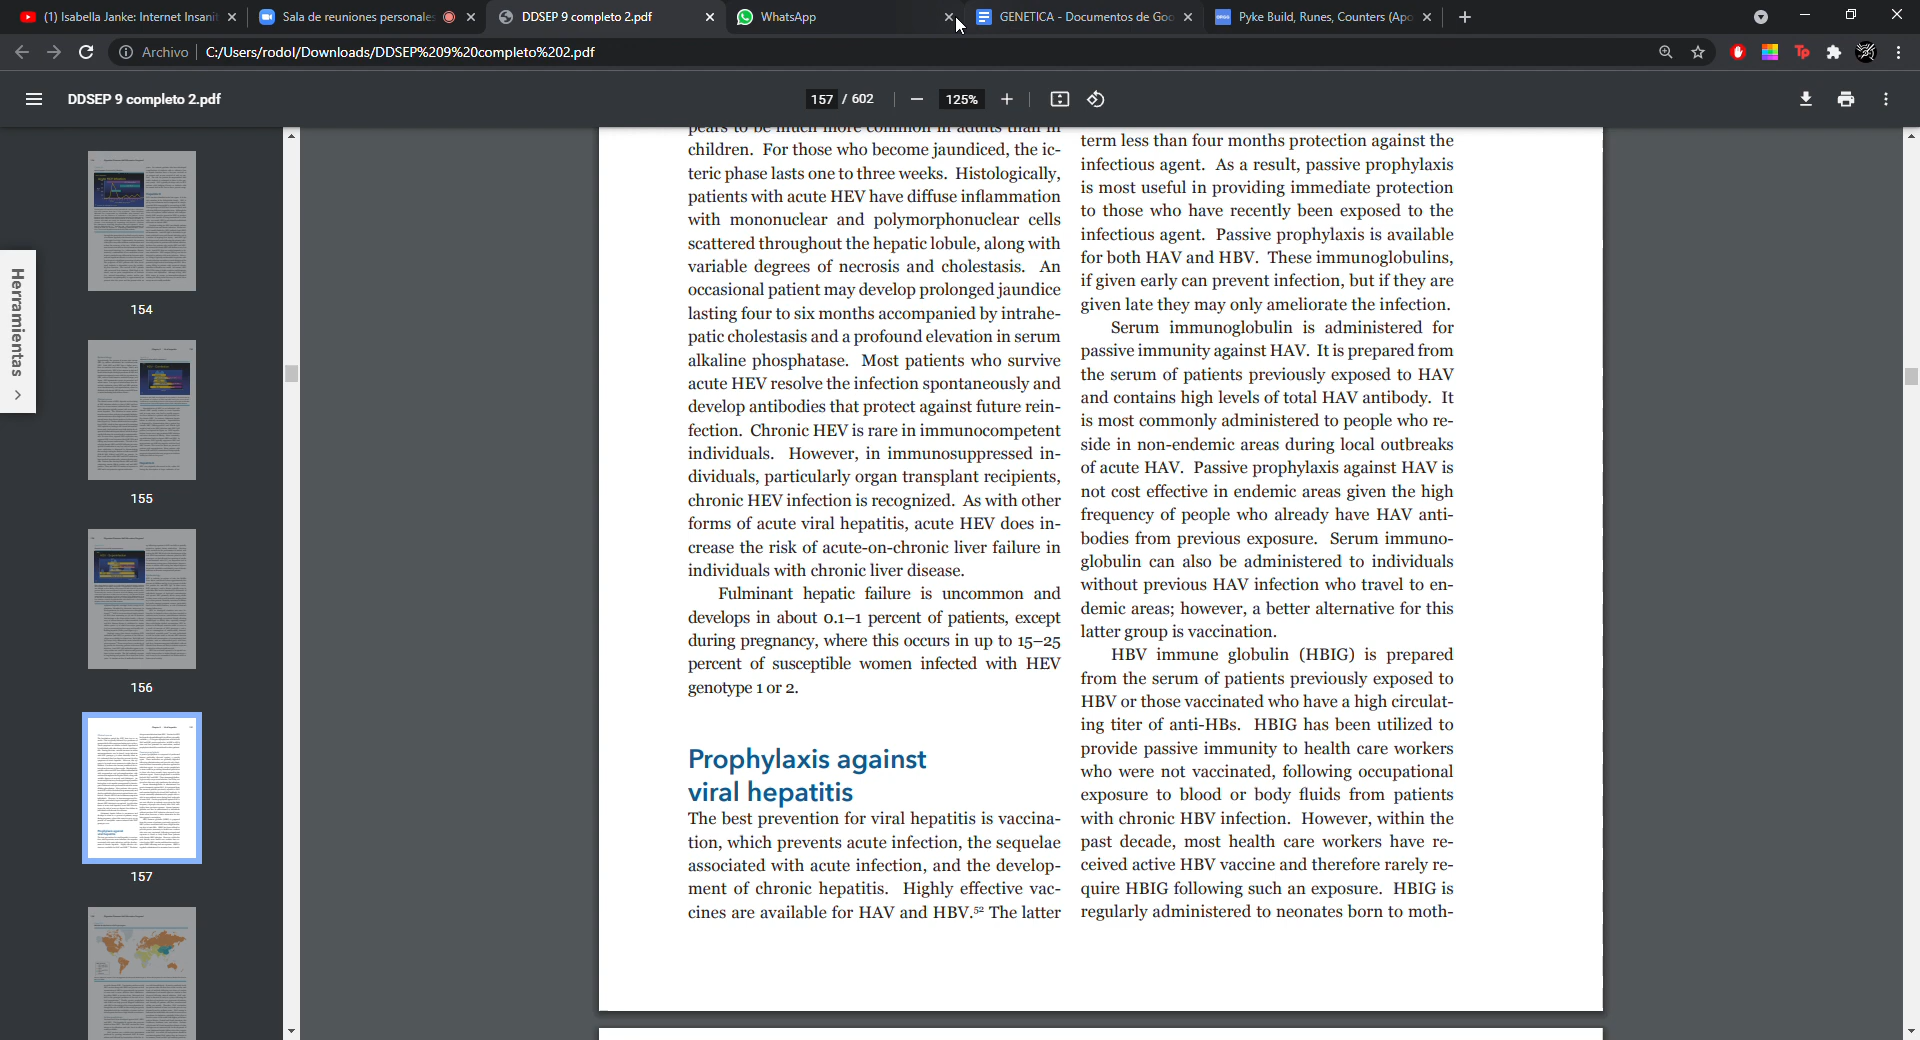 (1) Isabella Janke: Internet Insanit
Sala de reuniones personale
DDSEP 9 completo 2.pdf
WhatsApp
GENETICA - Documentos de Goo
Pyke Build, Runes, Counters (Apo
Archivo
C:/Users/rodol/Downloads/DDSEP%209%20completo%202.pdf
DDSEP 9 completo 2.pdf
157 / 602
125%
Herramientas
154
155
156
157
pears to be much more common in adults than in
children. For those who become jaundiced, the ic-
teric phase lasts one to three weeks. Histologically,
patients with acute HEV have diffuse inflammation
with mononuclear and polymorphonuclear cells
scattered throughout the hepatic lobule, along with
variable degrees of necrosis and cholestasis. An
occasional patient may develop prolonged jaundice
lasting four to six months accompanied by intrahe-
patic cholestasis and a profound elevation in serum
alkaline phosphatase. Most patients who survive
acute HEV resolve the infection spontaneously and
develop antibodies that protect against future rein-
fection. Chronic HEV is rare in immunocompetent
individuals. However, in immunosuppressed in-
dividuals, particularly organ transplant recipients,
chronic HEV infection is recognized. As with other
forms of acute viral hepatitis, acute HEV does in-
crease the risk of acute-on-chronic liver failure in
individuals with chronic liver disease.
Fulminant hepatic failure is uncommon and
develops in about 0.1–1 percent of patients, except
during pregnancy, where this occurs in up to 15–25
percent of susceptible women infected with HEV
genotype 1 or 2.
Prophylaxis against
viral hepatitis
The best prevention for viral hepatitis is vaccina-
tion, which prevents acute infection, the sequelae
associated with acute infection, and the develop-
ment of chronic hepatitis. Highly effective vac-
cines are available for HAV and HBV.52 The latter
term less than four months protection against the
infectious agent. As a result, passive prophylaxis
is most useful in providing immediate protection
to those who have recently been exposed to the
infectious agent. Passive prophylaxis is available
for both HAV and HBV. These immunoglobulins,
if given early can prevent infection, but if they are
given late they may only ameliorate the infection.
Serum immunoglobulin is administered for
passive immunity against HAV. It is prepared from
the serum of patients previously exposed to HAV
and contains high levels of total HAV antibody. It
is most commonly administered to people who re-
side in non-endemic areas during local outbreaks
of acute HAV. Passive prophylaxis against HAV is
not cost effective in endemic areas given the high
frequency of people who already have HAV anti-
bodies from previous exposure. Serum immuno-
globulin can also be administered to individuals
without previous HAV infection who travel to en-
demic areas; however, a better alternative for this
latter group is vaccination.
HBV immune globulin (HBIG) is prepared
from the serum of patients previously exposed to
HBV or those vaccinated who have a high circulat-
ing titer of anti-HBs. HBIG has been utilized to
provide passive immunity to health care workers
who were not vaccinated, following occupational
exposure to blood or body fluids from patients
with chronic HBV infection. However, within the
past decade, most health care workers have re-
ceived active HBV vaccine and therefore rarely re-
quire HBIG following such an exposure. HBIG is
regularly administered to neonates born to moth-